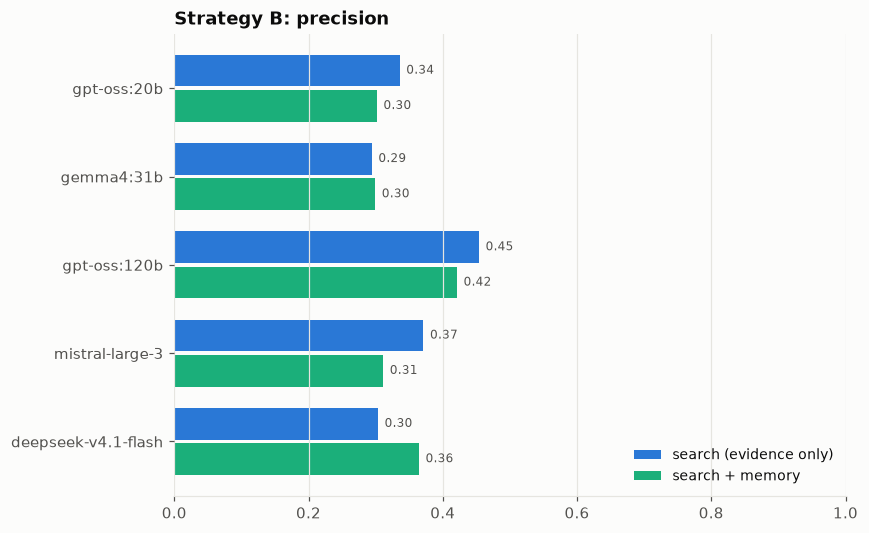 Strategy B: precision
gpt-oss:20b
0.34
0.30
gemma4:31b
0.29
0.30
gpt-oss:120b
0.45
0.42
mistral-large-3
0.37
0.31
deepseek-v4.1-flash
0.30
0.36
search (evidence only)
search + memory
0.0 0.2 0.4 0.6 0.8 1.0